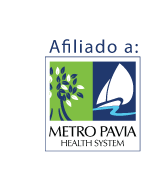 Afiliado a:
METRO PAVIA
HEALTH SYSTEM